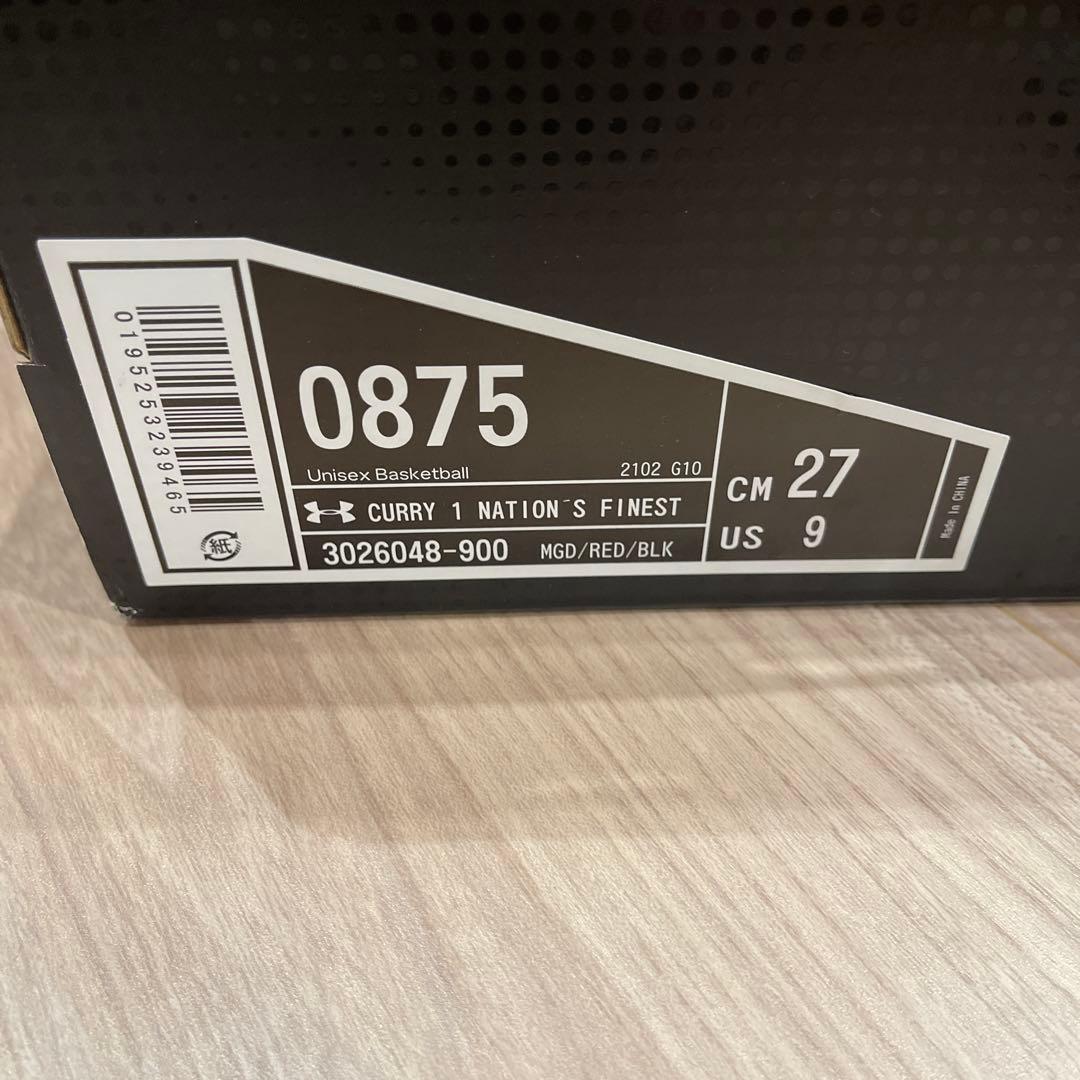 0195253239465
紙
0875
Unisex Basketball 2102 G10
CURRY 1 NATION´S FINEST
3026048-900 MGD/RED/BLK
CM 27
US 9
Made in CHINA